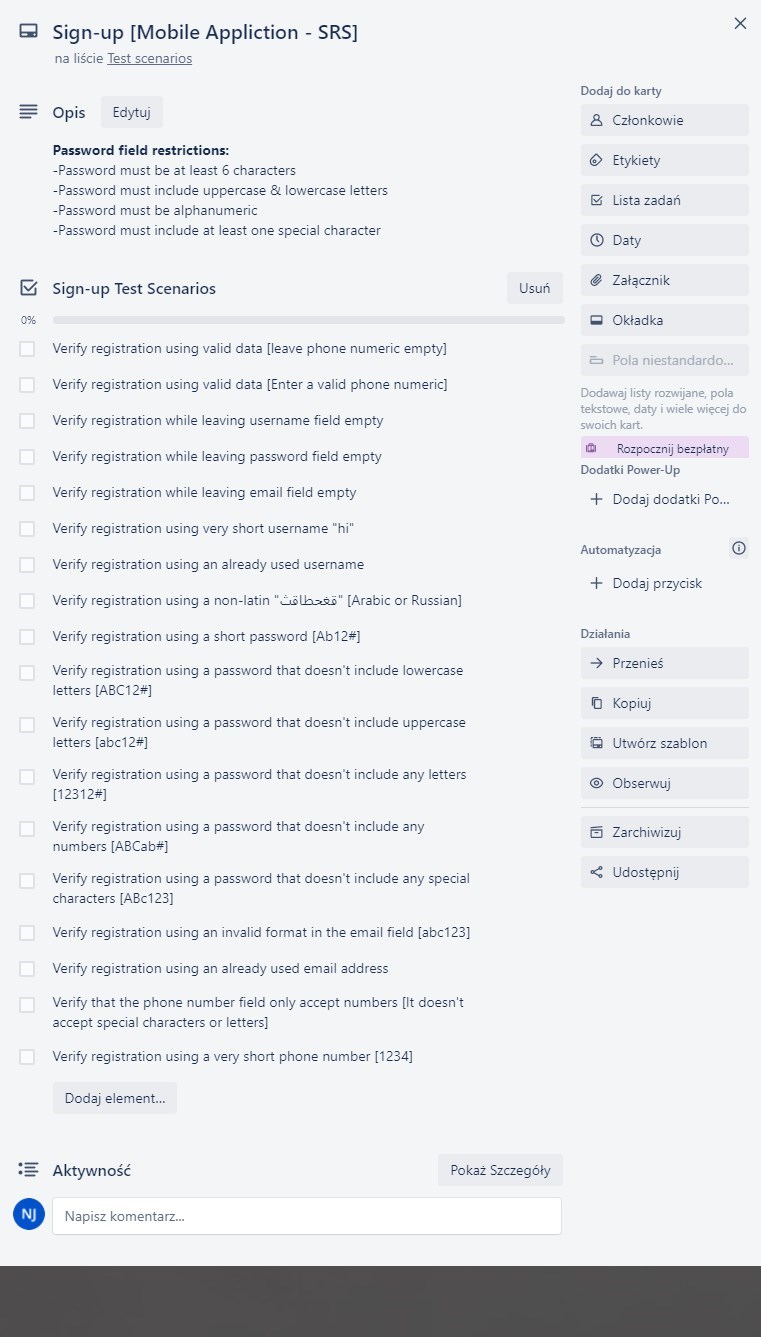 Sign-up [Mobile Appliction - SRS]
na liście Test scenarios
Opis
Edytuj
Password field restrictions:
-Password must be at least 6 characters
-Password must include uppercase & lowercase letters
-Password must be alphanumeric
-Password must include at least one special character
Sign-up Test Scenarios
Usuń
0%
Verify registration using valid data [leave phone numeric empty]
Verify registration using valid data [Enter a valid phone numeric]
Verify registration while leaving username field empty
Verify registration while leaving password field empty
Verify registration while leaving email field empty
Verify registration using very short username "hi"
Verify registration using an already used username
Verify registration using a non-latin "قغحطاقث" [Arabic or Russian]
Verify registration using a short password [Ab12#]
Verify registration using a password that doesn't include lowercase
letters [ABC12#]
Verify registration using a password that doesn't include uppercase
letters [abc12#]
Verify registration using a password that doesn't include any letters
[12312#]
Verify registration using a password that doesn't include any
numbers [ABCab#]
Verify registration using a password that doesn't include any special
characters [ABc123]
Verify registration using an invalid format in the email field [abc123]
Verify registration using an already used email address
Verify that the phone number field only accept numbers [It doesn't
accept special characters or letters]
Verify registration using a very short phone number [1234]
Dodaj element...
Aktywność
Pokaż Szczegóły
NJ
Napisz komentarz...
Dodaj do karty
Członkowie
Etykiety
Lista zadań
Daty
Załącznik
Okładka
Pola niestandardo...
Dodawaj listy rozwijane, pola
tekstowe, daty i wiele więcej do
swoich kart.
Rozpocznij bezpłatny
Dodatki Power-Up
Dodaj dodatki Po...
Automatyzacja
Dodaj przycisk
Działania
Przenieś
Kopiuj
Utwórz szablon
Obserwuj
Zarchiwizuj
Udostępnij